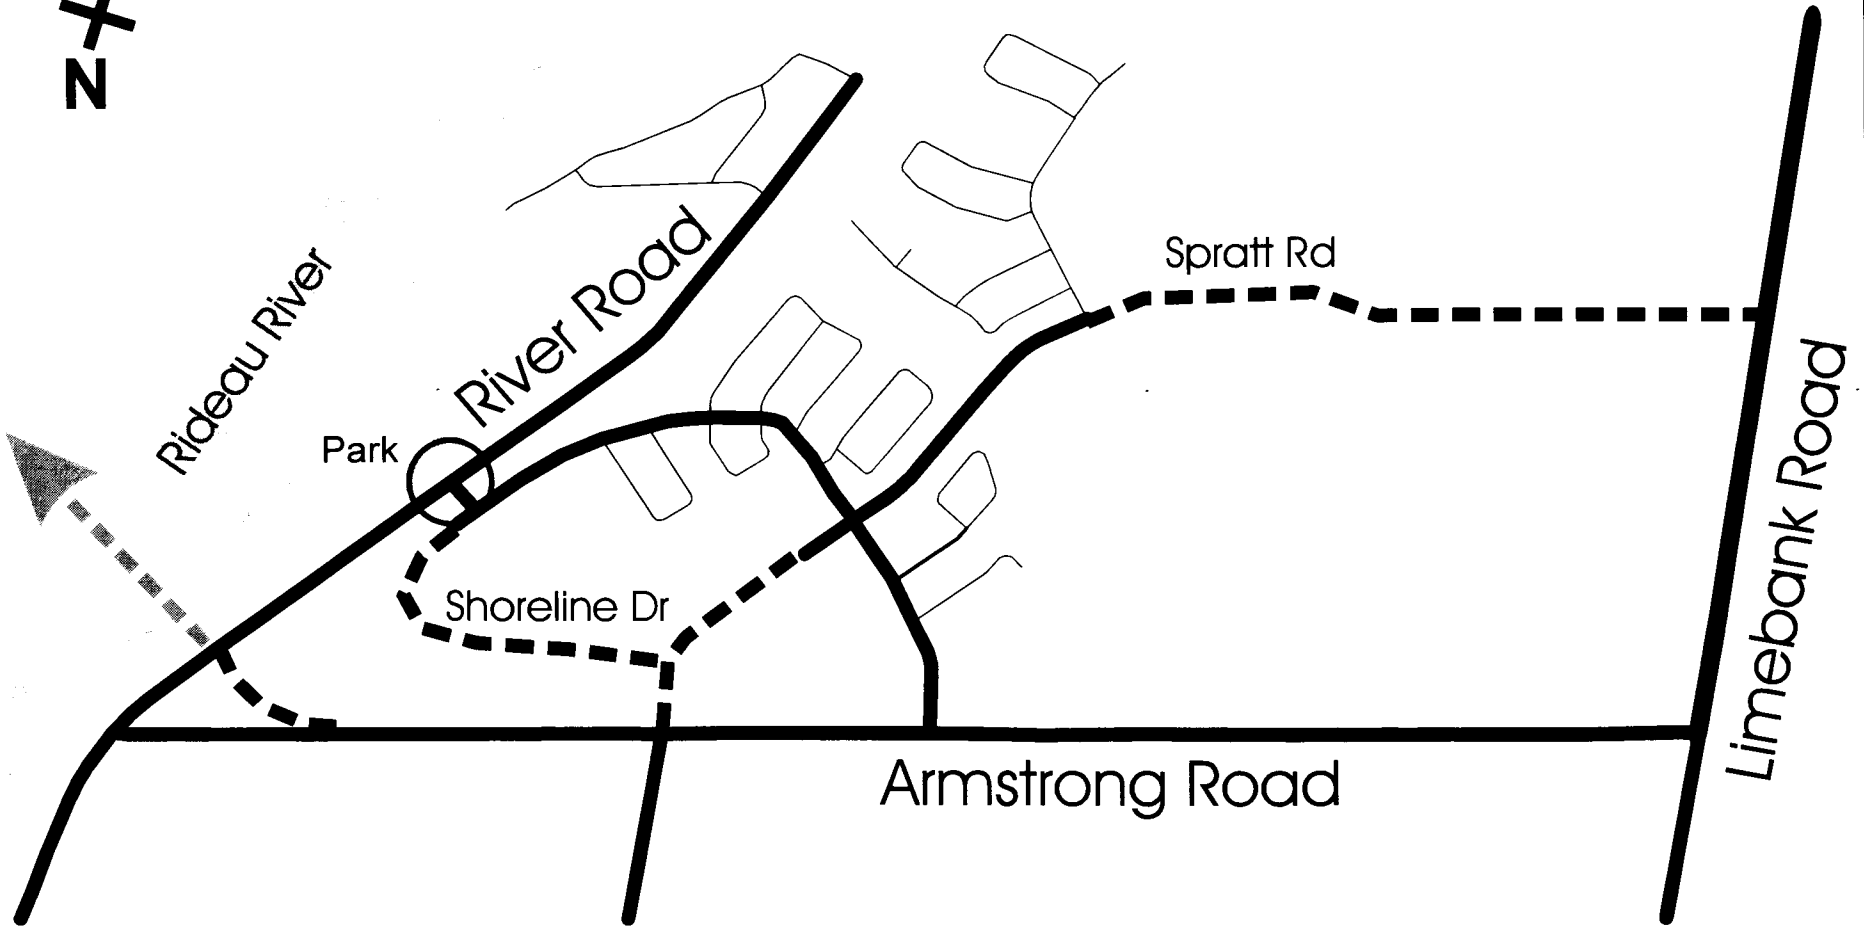 N
Spratt Rd
River Road
Rideau River
Park
Limebank Road
Shoreline Dr
Armstrong Road